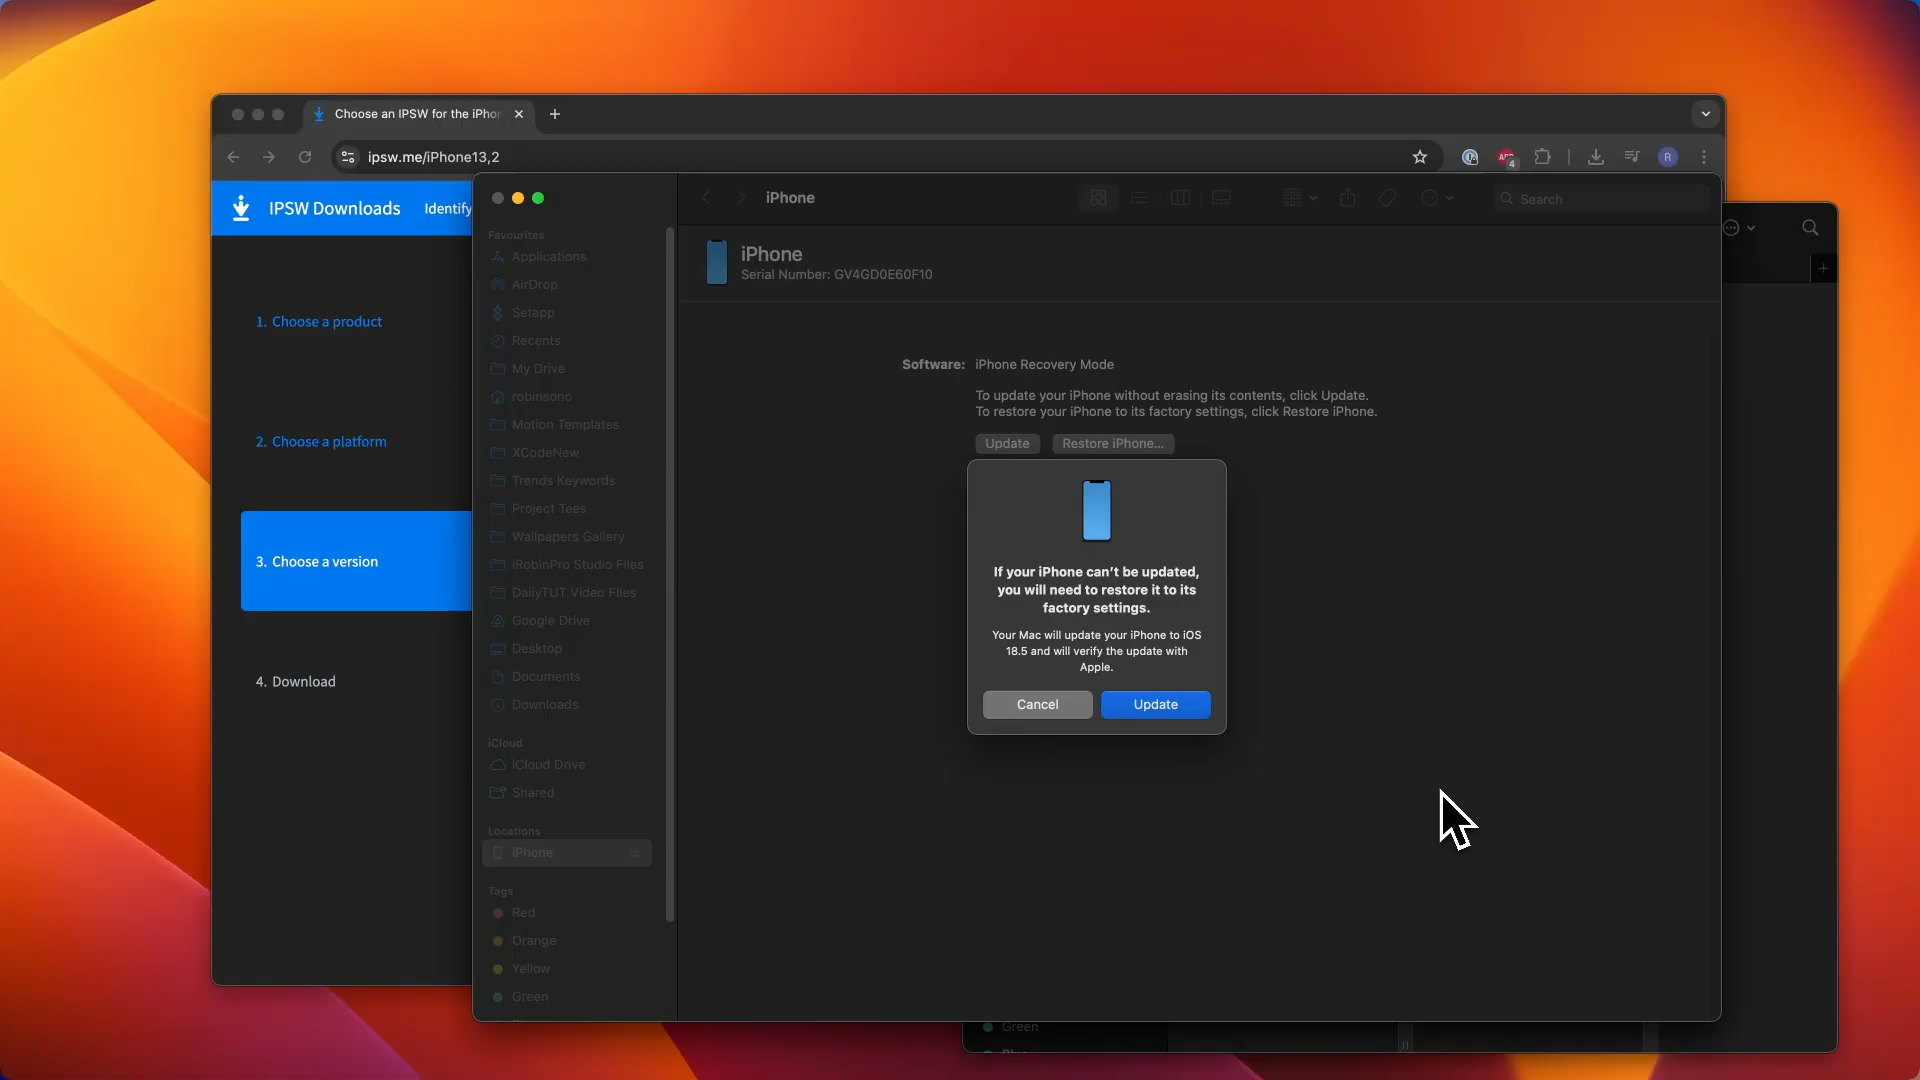 Choose an IPSW for the iPhon
ipsw.me/iPhone13,2
4
R
IPSW Downloads
Identify
1. Choose a product
2. Choose a platform
3. Choose a version
4. Download
iPhone
Search
Favourites
Applications
AirDrop
Setapp
Recents
My Drive
robinsonc
Motion Templates
XCodeNew
Trends Keywords
Project Tees
Wallpapers Gallery
iRobinPro Studio Files
DailyTUT Video FIles
Google Drive
Desktop
Documents
Downloads
iCloud
iCloud Drive
Shared
Locations
iPhone
Tags
Red
Orange
Yellow
Green
iPhone
Serial Number: GV4GD0E60F10
Software: iPhone Recovery Mode
To update your iPhone without erasing its contents, click Update.
To restore your iPhone to its factory settings, click Restore iPhone.
Update
Restore iPhone...
If your iPhone can't be updated,
you will need to restore it to its
factory settings.
Your Mac will update your iPhone to iOS
18.5 and will verify the update with
Apple.
Cancel
Update
Green